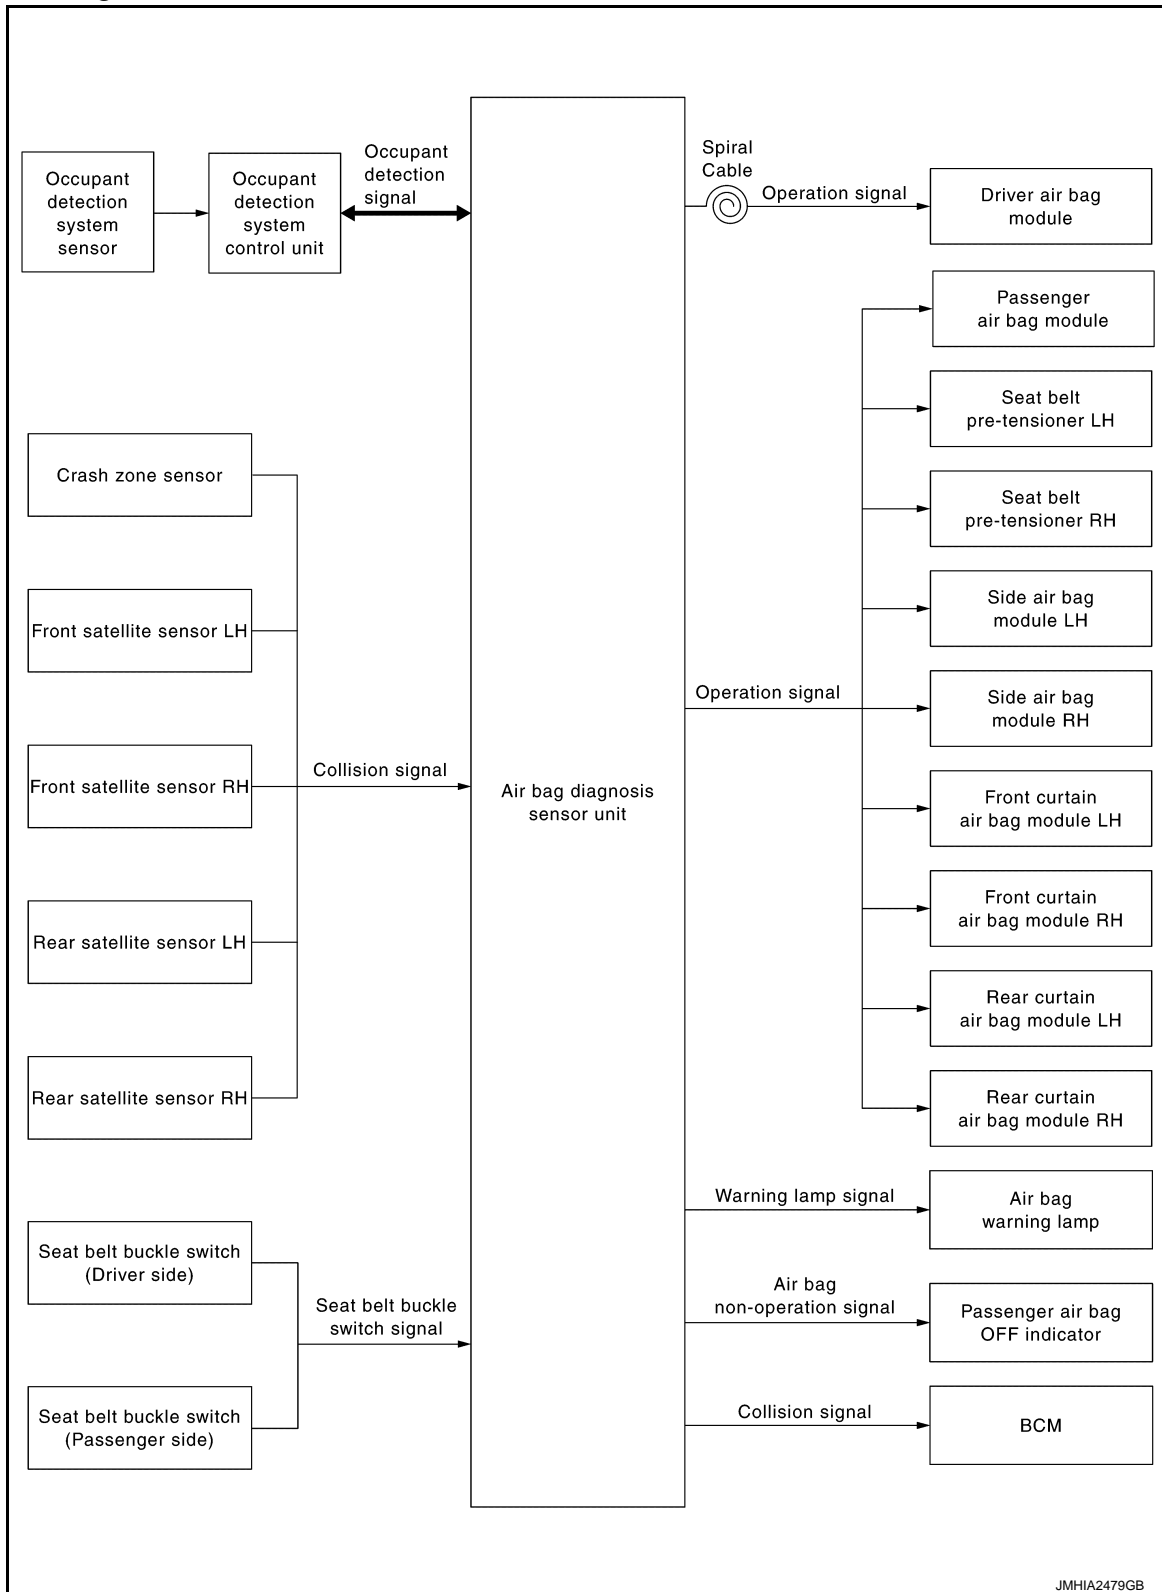 Occupant
detection
system
sensor
Occupant
detection
system
control unit
Occupant
detection
signal
Spiral
Cable
Operation signal
Driver air bag
module
Passenger
air bag module
Seat belt
pre-tensioner LH
Crash zone sensor
Seat belt
pre-tensioner RH
Front satellite sensor LH
Side air bag
module LH
Operation signal
Side air bag
module RH
Front satellite sensor RH
Collision signal
Air bag diagnosis
sensor unit
Front curtain
air bag module LH
Front curtain
air bag module RH
Rear satellite sensor LH
Rear curtain
air bag module LH
Rear satellite sensor RH
Rear curtain
air bag module RH
Warning lamp signal
Air bag
warning lamp
Seat belt buckle switch
(Driver side)
Seat belt buckle
switch signal
Air bag
non-operation signal
Passenger air bag
OFF indicator
Seat belt buckle switch
(Passenger side)
Collision signal
BCM
JMHIA2479GB